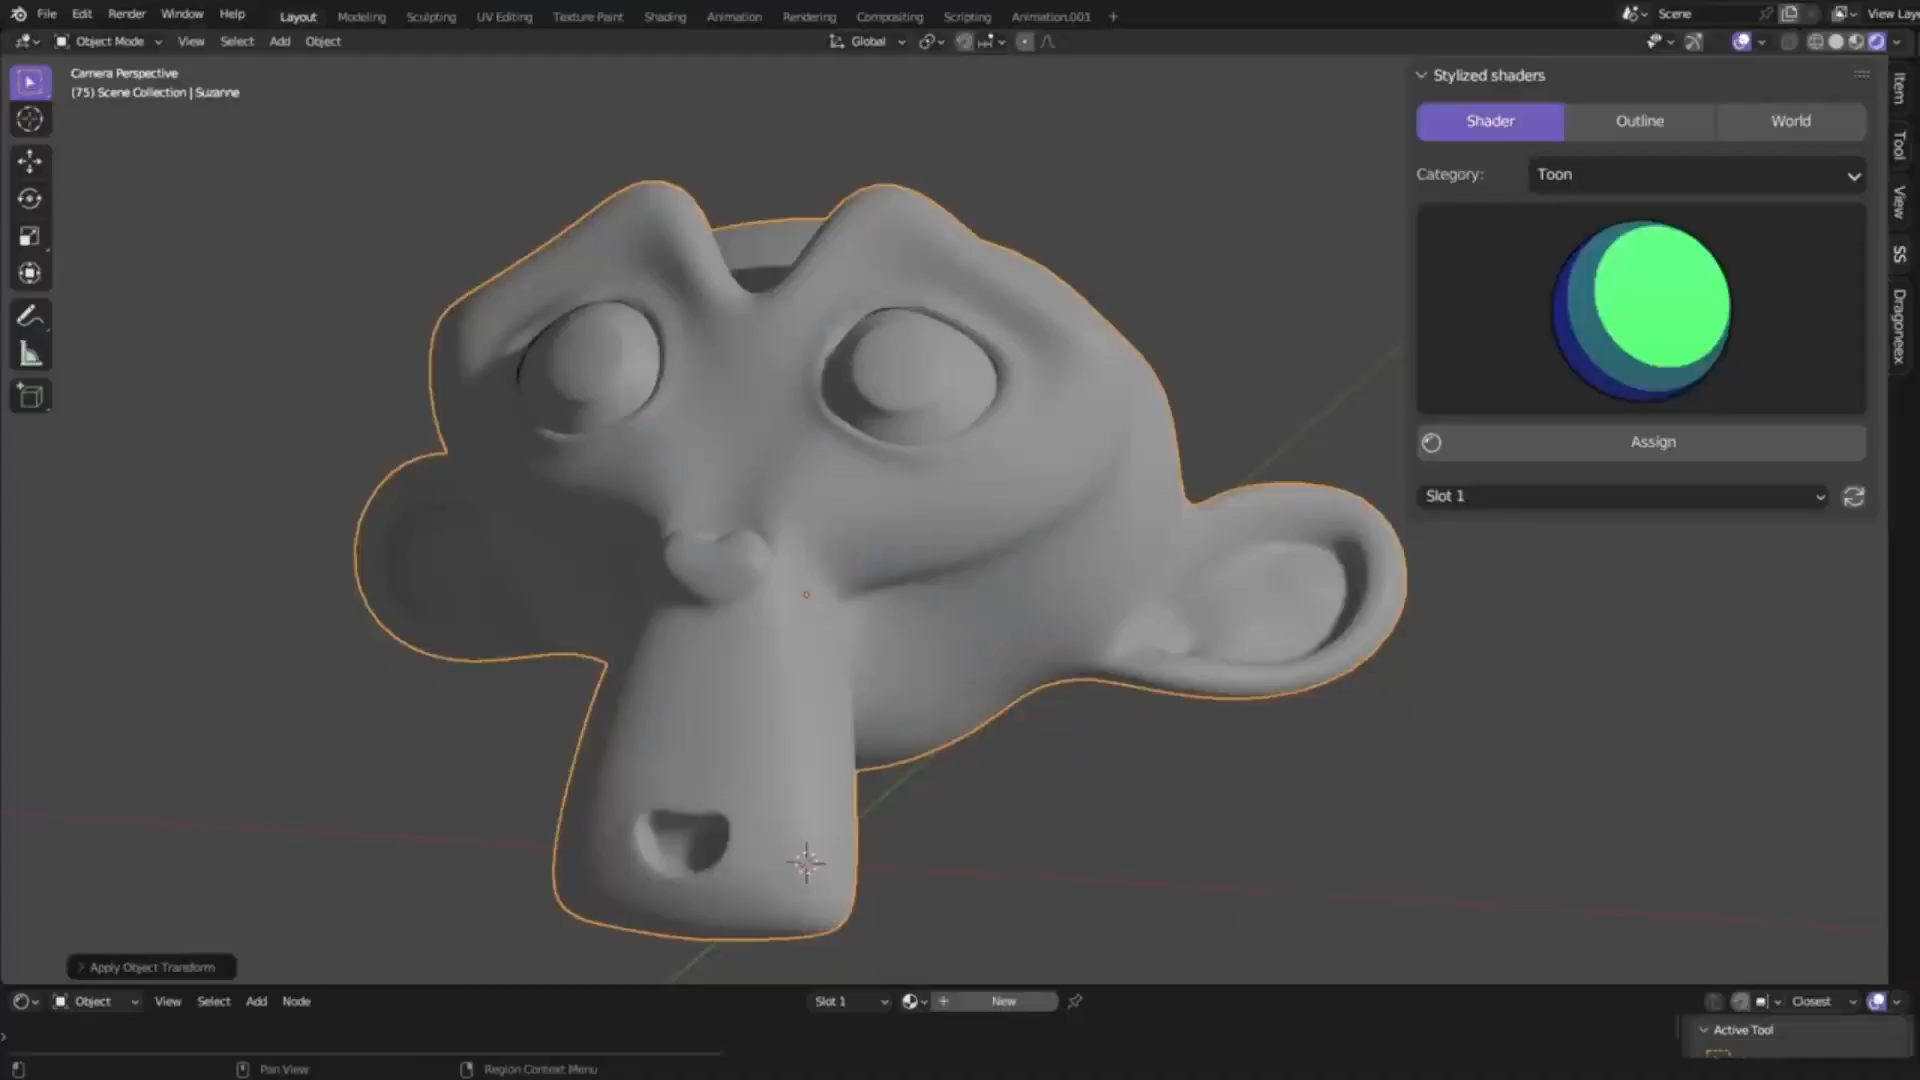 File Edit Render Window Help
Layout Modeling Sculpting UV Editing Texture Paint Shading Animation Rendering Compositing Scripting Animation.001 +
Scene
View Lay
Object Mode View Select Add Object
Global
Camera Perspective
(75) Scene Collection | Suzanne
Stylized shaders
Shader Outline World
Category: Toon
Assign
Slot 1
Item
Tool
View
SS
Dragoneex
Apply Object Transform
Object View Select Add Node
Slot 1
New
Closest
Active Tool
Pan View
Region Context Menu